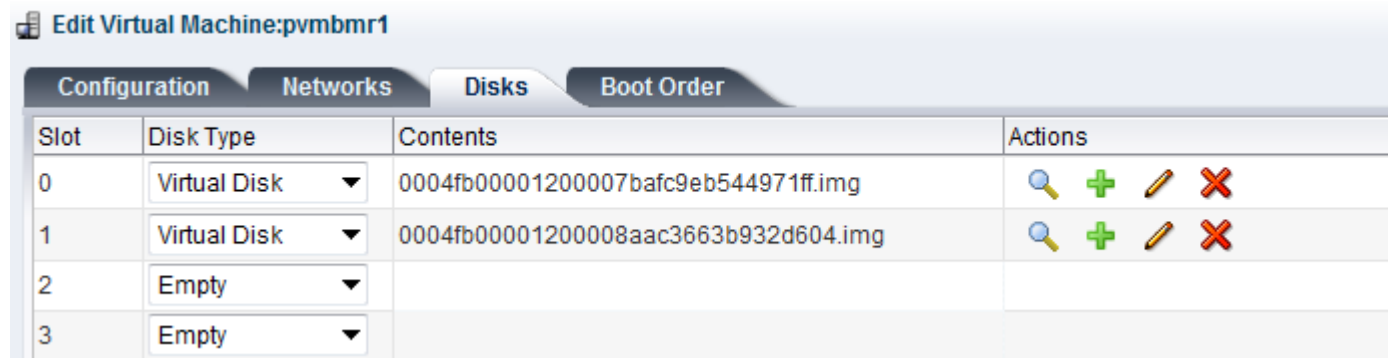 Edit Virtual Machine:pvmbmr1
Configuration Networks Disks Boot Order
Slot Disk Type Contents Actions
0 Virtual Disk 0004fb00001200007bafc9eb544971ff.img
1 Virtual Disk 0004fb00001200008aac3663b932d604.img
2 Empty
3 Empty